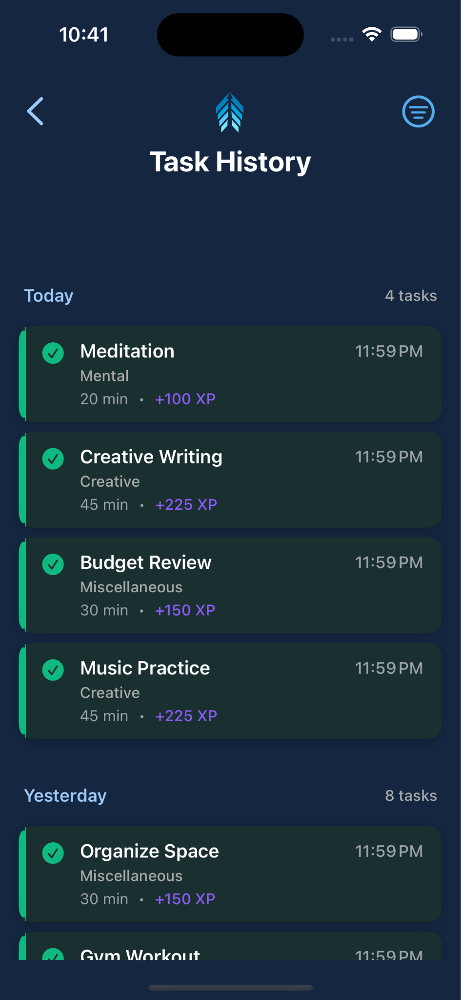 10:41
Task History
Today 4 tasks
Meditation 11:59 PM
Mental
20 min • +100 XP
Creative Writing 11:59 PM
Creative
45 min • +225 XP
Budget Review 11:59 PM
Miscellaneous
30 min • +150 XP
Music Practice 11:59 PM
Creative
45 min • +225 XP
Yesterday 8 tasks
Organize Space 11:59 PM
Miscellaneous
30 min • +150 XP
Gym Workout 11:59 PM